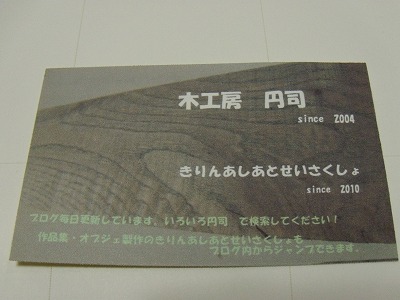 木工房　円司
since 2004
きりんあしあとせいさくしょ
since 2010
ブログ毎日更新しています。いろいろ円司　で検索してください！
作品集・オブジェ製作のきりんあしあとせいさくしょも
ブログ内からジャンプできます。